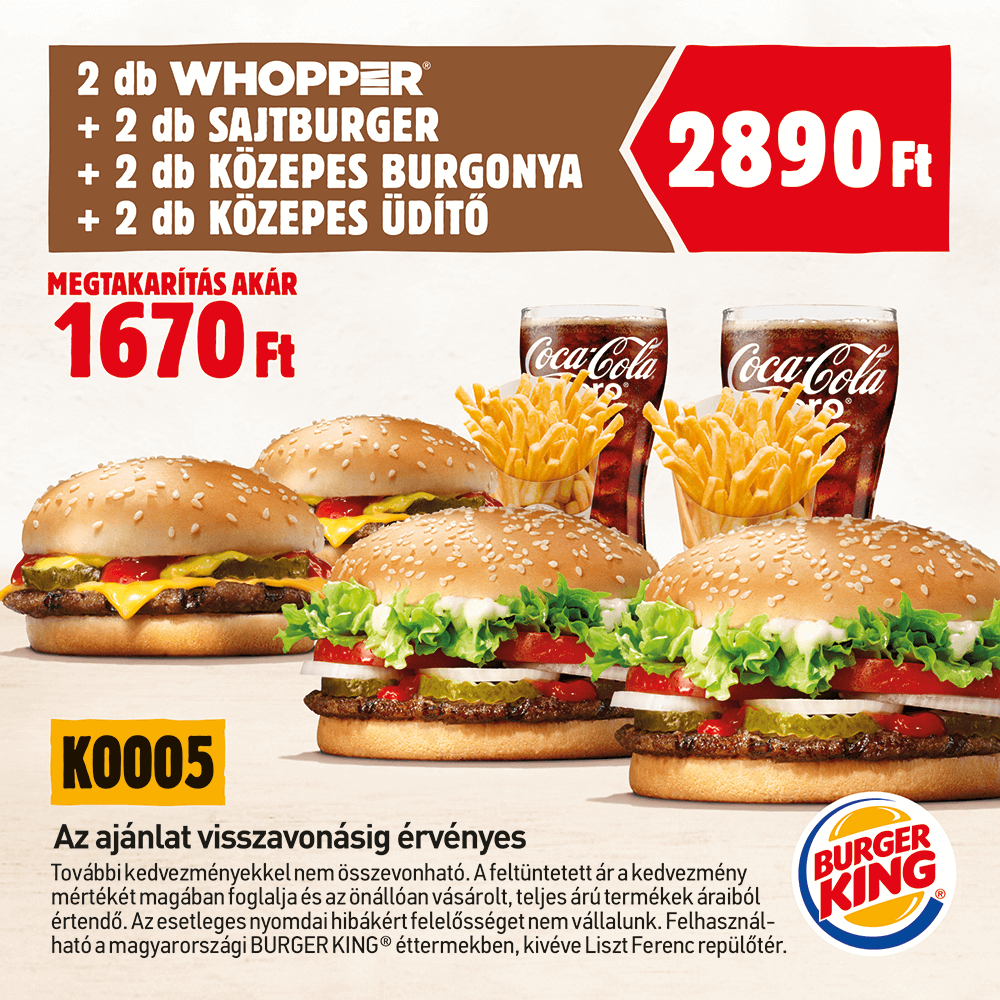 2 db WHOPPER®
+ 2 db SAJTBURGER
+ 2 db KÖZEPES BURGONYA
+ 2 db KÖZEPES ÜDÍTŐ
2890 Ft
MEGTAKARÍTÁS AKÁR
1670 Ft
Coca-Cola
Coca-Cola
K0005
Az ajánlat visszavonásig érvényes
További kedvezményekkel nem összevonható. A feltüntetett ár a kedvezmény
mértékét magában foglalja és az önállóan vásárolt, teljes árú termékek áraiból
értendő. Az esetleges nyomdai hibákért felelősséget nem vállalunk. Felhasznál-
ható a magyarországi BURGER KING® éttermekben, kivéve Liszt Ferenc repülőtér.
BURGER
KING®